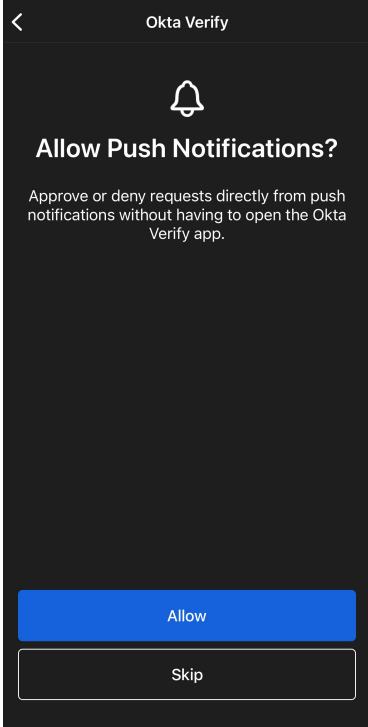 Okta Verify
Allow Push Notifications?
Approve or deny requests directly from push
notifications without having to open the Okta
Verify app.
Allow
Skip